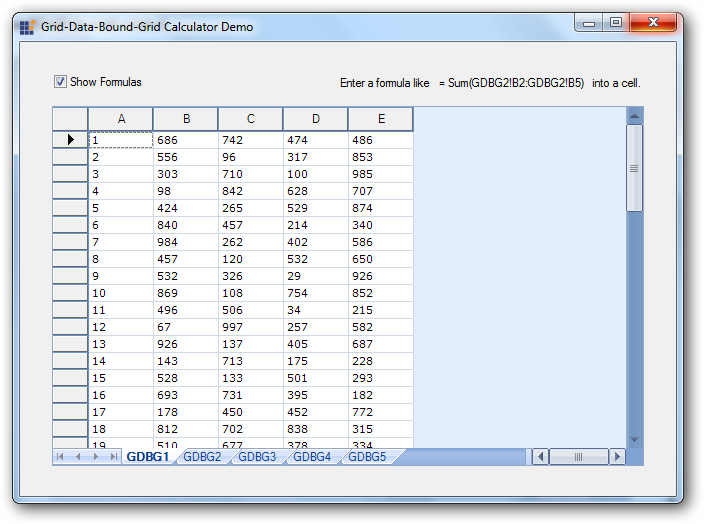 Grid-Data-Bound-Grid Calculator Demo
Show Formulas Enter a formula like = Sum(GDBG2!B2:GDBG2!B5) into a cell.
A B C D E
1 686 742 474 486
2 556 96 317 853
3 303 710 100 985
4 98 842 628 707
5 424 265 529 874
6 840 457 214 340
7 984 262 402 586
8 457 120 532 650
9 532 326 29 926
10 869 108 754 852
11 496 506 34 215
12 67 997 257 582
13 926 137 405 687
14 143 713 175 228
15 528 133 501 293
16 693 731 395 182
17 178 450 452 772
18 812 702 838 315
19 510 677 378 334
GDBG1 GDBG2 GDBG3 GDBG4 GDBG5